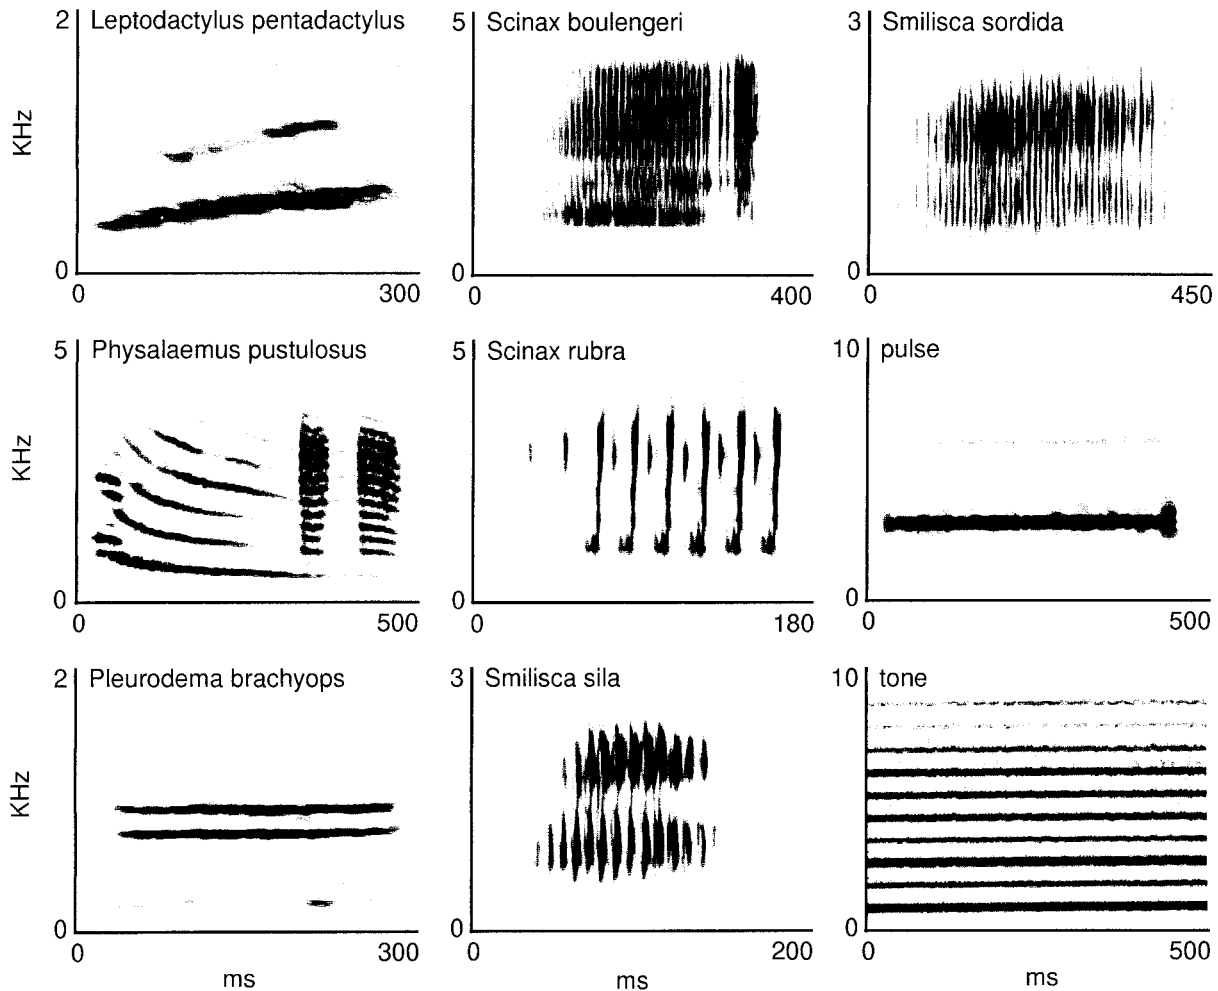 2 Leptodactylus pentadactylus
KHz
0
0 300
5 Scinax boulengeri
0
0 400
3 Smilisca sordida
0
0 450
5 Physalaemus pustulosus
KHz
0
0 500
5 Scinax rubra
0
0 180
10 pulse
0
0 500
2 Pleurodema brachyops
KHz
0
0 300
ms
3 Smilisca sila
0
0 200
ms
10 tone
0
0 500
ms